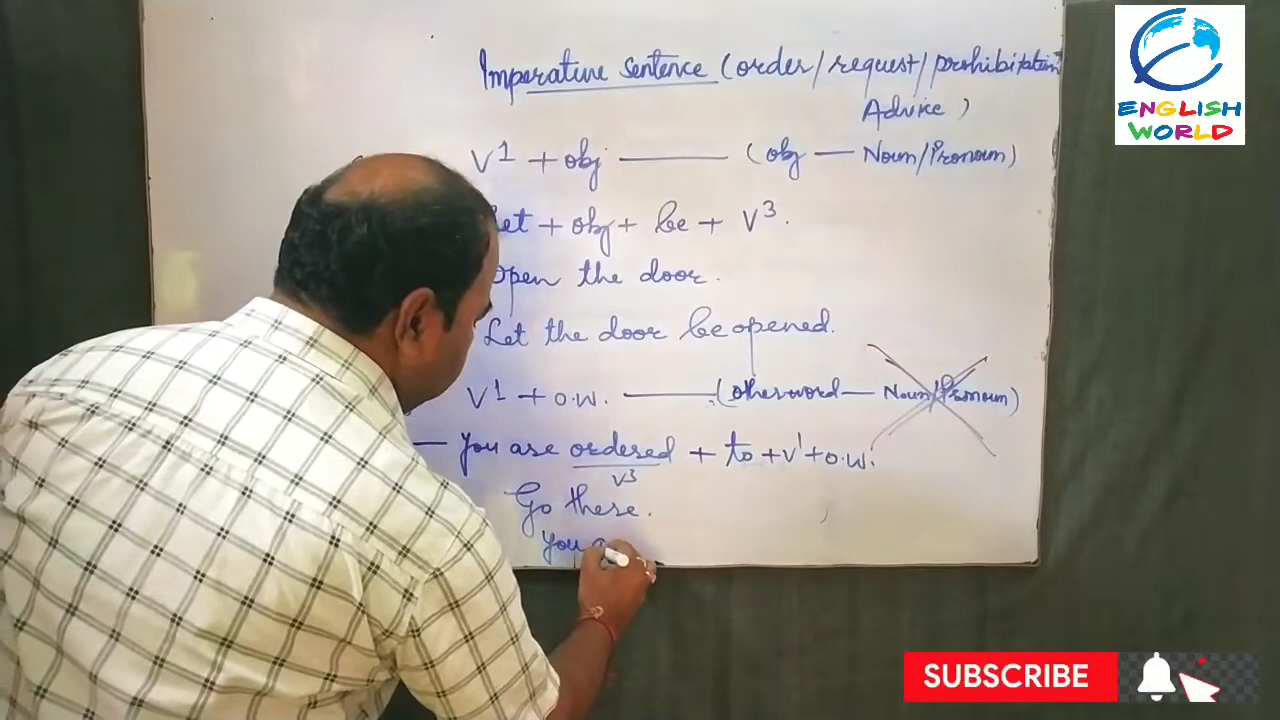 Imperative sentence (order/request/prohibition
Advice)
V1 + obj —— (obj — Noun/Pronoun)
Let + obj + be + V3.
Open the door.
Let the door be opened.
V1 + o.w. —— (otherword — Noun/Pronoun)
— You are ordered + to + V1 + o.w.
V3
Go there.
You
ENGLISH
WORLD
SUBSCRIBE